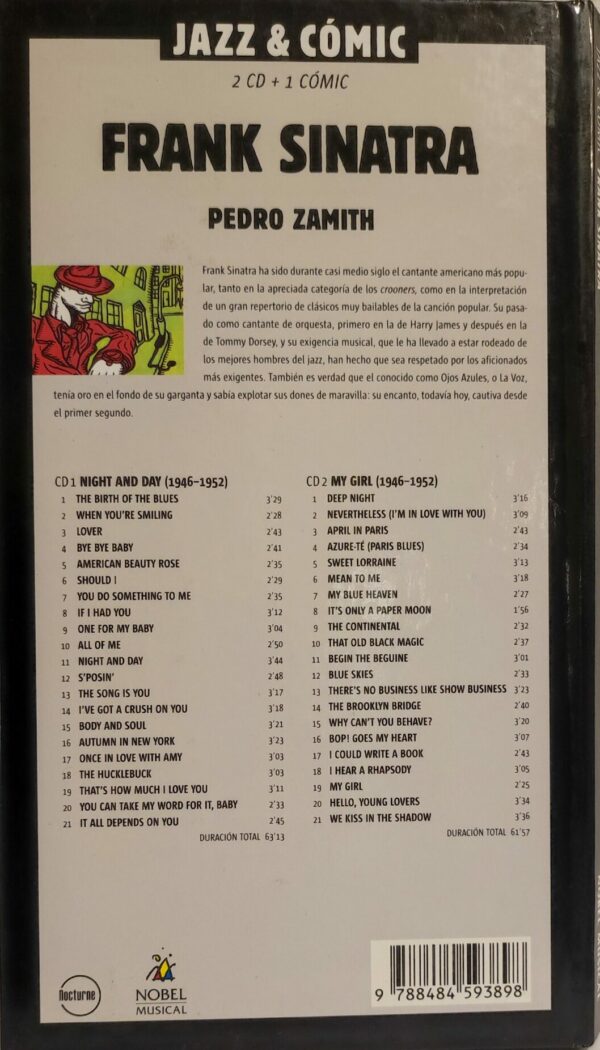 JAZZ & CÓMIC
2 CD + 1 CÓMIC
FRANK SINATRA
PEDRO ZAMITH
Frank Sinatra ha sido durante casi medio siglo el cantante americano más popu-
lar, tanto en la apreciada categoría de los crooners, como en la interpretación
de un gran repertorio de clásicos muy bailables de la canción popular. Su pasa-
do como cantante de orquesta, primero en la de Harry James y después en la
de Tommy Dorsey, y su exigencia musical, que le ha llevado a estar rodeado de
los mejores hombres del jazz, han hecho que sea respetado por los aficionados
más exigentes. También es verdad que el conocido como Ojos Azules, o La Voz,
tenía oro en el fondo de su garganta y sabía explotar sus dones de maravilla: su encanto, todavía hoy, cautiva desde
el primer segundo.
CD 1 NIGHT AND DAY (1946-1952)
1 THE BIRTH OF THE BLUES 3'29
2 WHEN YOU'RE SMILING 2'28
3 LOVER 2'43
4 BYE BYE BABY 2'41
5 AMERICAN BEAUTY ROSE 2'35
6 SHOULD I 2'29
7 YOU DO SOMETHING TO ME 2'35
8 IF I HAD YOU 3'12
9 ONE FOR MY BABY 3'04
10 ALL OF ME 2'50
11 NIGHT AND DAY 3'44
12 S'POSIN' 2'48
13 THE SONG IS YOU 3'17
14 I'VE GOT A CRUSH ON YOU 3'18
15 BODY AND SOUL 3'21
16 AUTUMN IN NEW YORK 3'23
17 ONCE IN LOVE WITH AMY 3'03
18 THE HUCKLEBUCK 3'03
19 THAT'S HOW MUCH I LOVE YOU 3'11
20 YOU CAN TAKE MY WORD FOR IT, BABY 2'33
21 IT ALL DEPENDS ON YOU 2'45
DURACIÓN TOTAL 63'13
CD 2 MY GIRL (1946-1952)
1 DEEP NIGHT 3'16
2 NEVERTHELESS (I'M IN LOVE WITH YOU) 3'09
3 APRIL IN PARIS 2'43
4 AZURE-TÉ (PARIS BLUES) 2'34
5 SWEET LORRAINE 3'13
6 MEAN TO ME 3'18
7 MY BLUE HEAVEN 2'27
8 IT'S ONLY A PAPER MOON 1'56
9 THE CONTINENTAL 2'32
10 THAT OLD BLACK MAGIC 2'37
11 BEGIN THE BEGUINE 3'01
12 BLUE SKIES 2'33
13 THERE'S NO BUSINESS LIKE SHOW BUSINESS 3'23
14 THE BROOKLYN BRIDGE 2'40
15 WHY CAN'T YOU BEHAVE? 3'20
16 BOP! GOES MY HEART 3'07
17 I COULD WRITE A BOOK 2'43
18 I HEAR A RHAPSODY 3'05
19 MY GIRL 2'25
20 HELLO, YOUNG LOVERS 3'34
21 WE KISS IN THE SHADOW 3'36
DURACIÓN TOTAL 61'57
Nocturne
NOBEL
MUSICAL
9 788484 593898